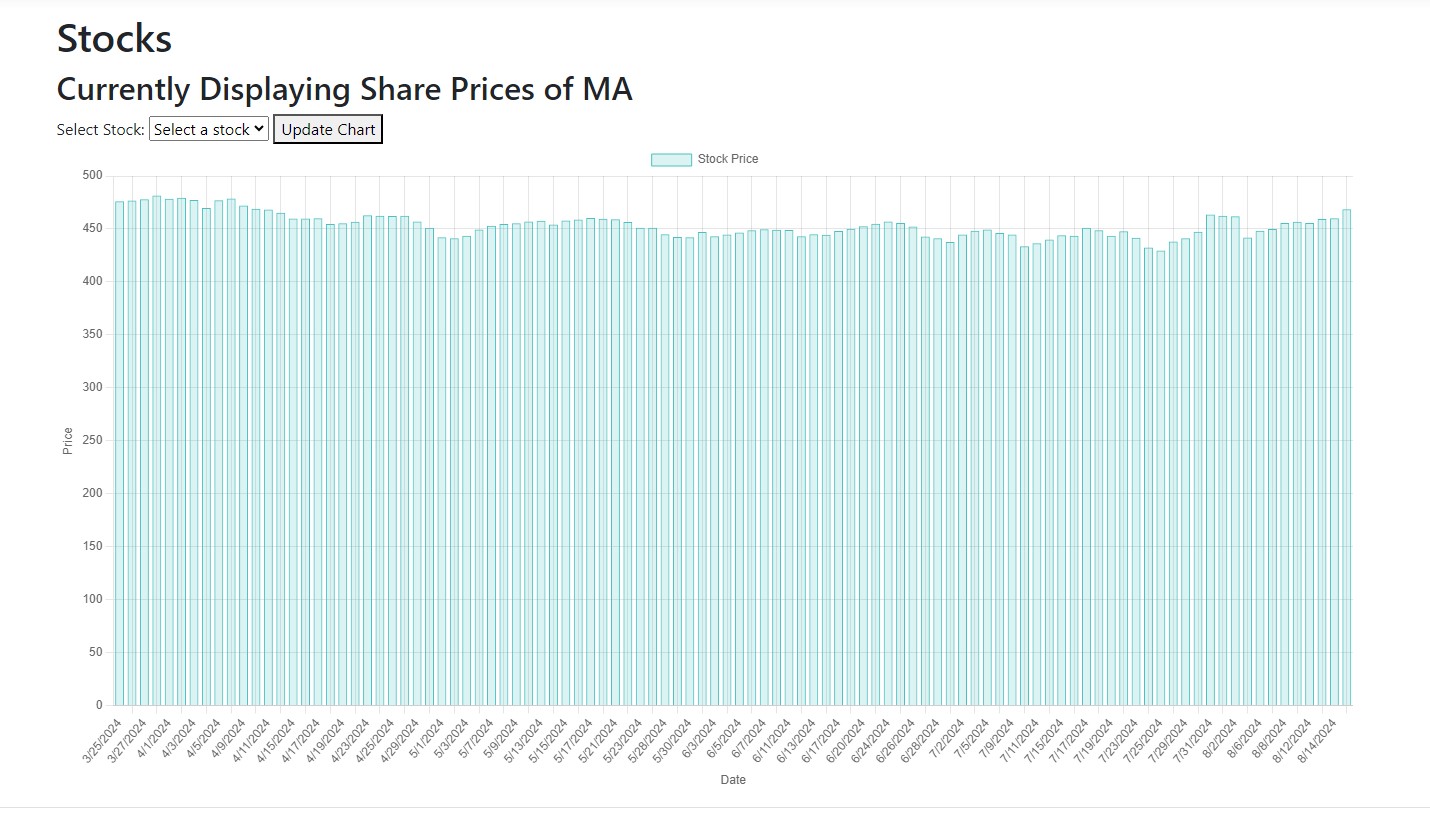 Stocks
Currently Displaying Share Prices of MA
Select Stock: Select a stock Update Chart
Stock Price
500
450
400
350
300
250
200
150
100
50
0
Price
3/25/2024 3/27/2024 4/1/2024 4/3/2024 4/5/2024 4/9/2024 4/11/2024 4/15/2024 4/17/2024 4/19/2024 4/23/2024 4/25/2024 4/29/2024 5/1/2024 5/3/2024 5/7/2024 5/9/2024 5/13/2024 5/15/2024 5/17/2024 5/21/2024 5/23/2024 5/28/2024 5/30/2024 6/3/2024 6/5/2024 6/7/2024 6/11/2024 6/13/2024 6/17/2024 6/20/2024 6/24/2024 6/26/2024 6/28/2024 7/2/2024 7/5/2024 7/9/2024 7/11/2024 7/15/2024 7/17/2024 7/19/2024 7/23/2024 7/25/2024 7/29/2024 7/31/2024 8/2/2024 8/6/2024 8/8/2024 8/12/2024 8/14/2024
Date